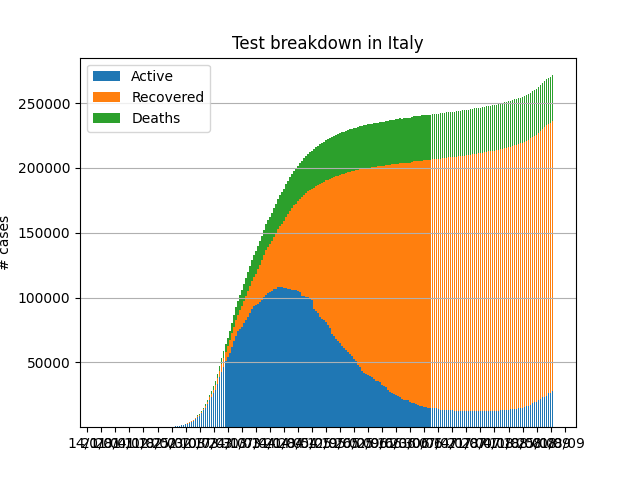 Test breakdown in Italy
Active
Recovered
Deaths
250000
200000
150000
100000
50000
# cases